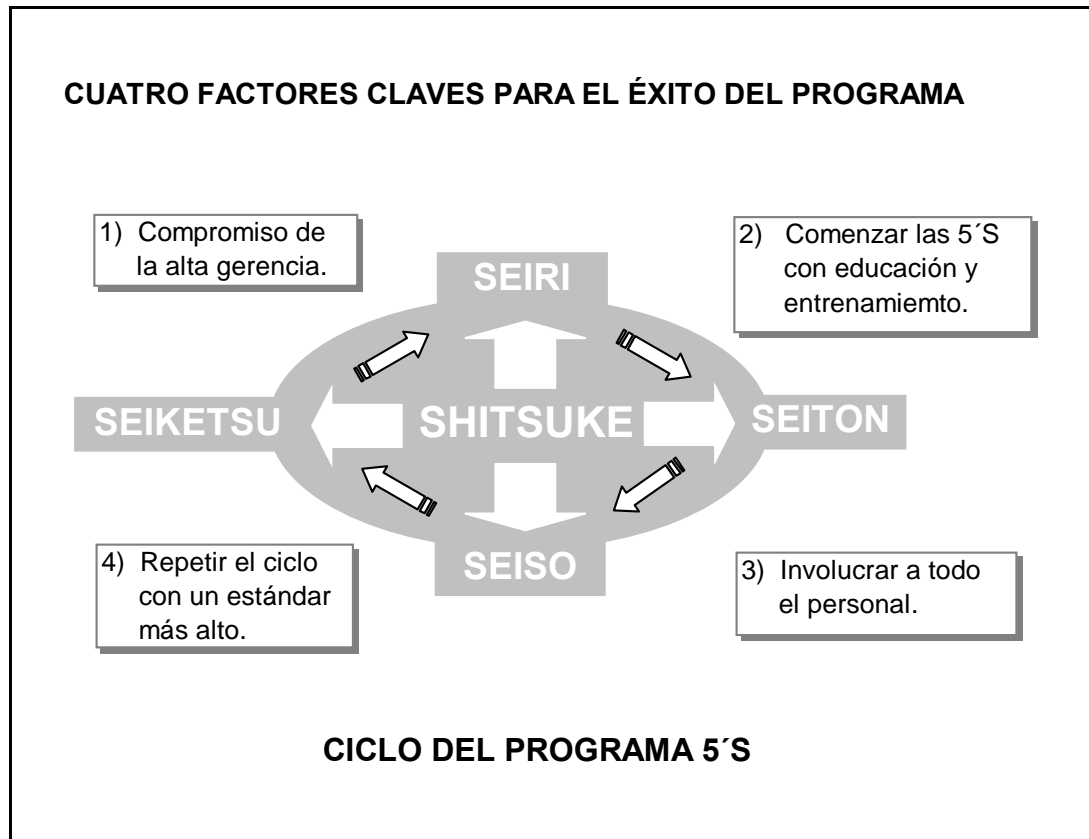 CUATRO FACTORES CLAVES PARA EL ÉXITO DEL PROGRAMA
1) Compromiso de
la alta gerencia.
2) Comenzar las 5´S
con educación y
entrenamiemto.
SEIRI
SEIKETSU
SHITSUKE
SEITON
SEISO
4) Repetir el ciclo
con un estándar
más alto.
3) Involucrar a todo
el personal.
CICLO DEL PROGRAMA 5´S